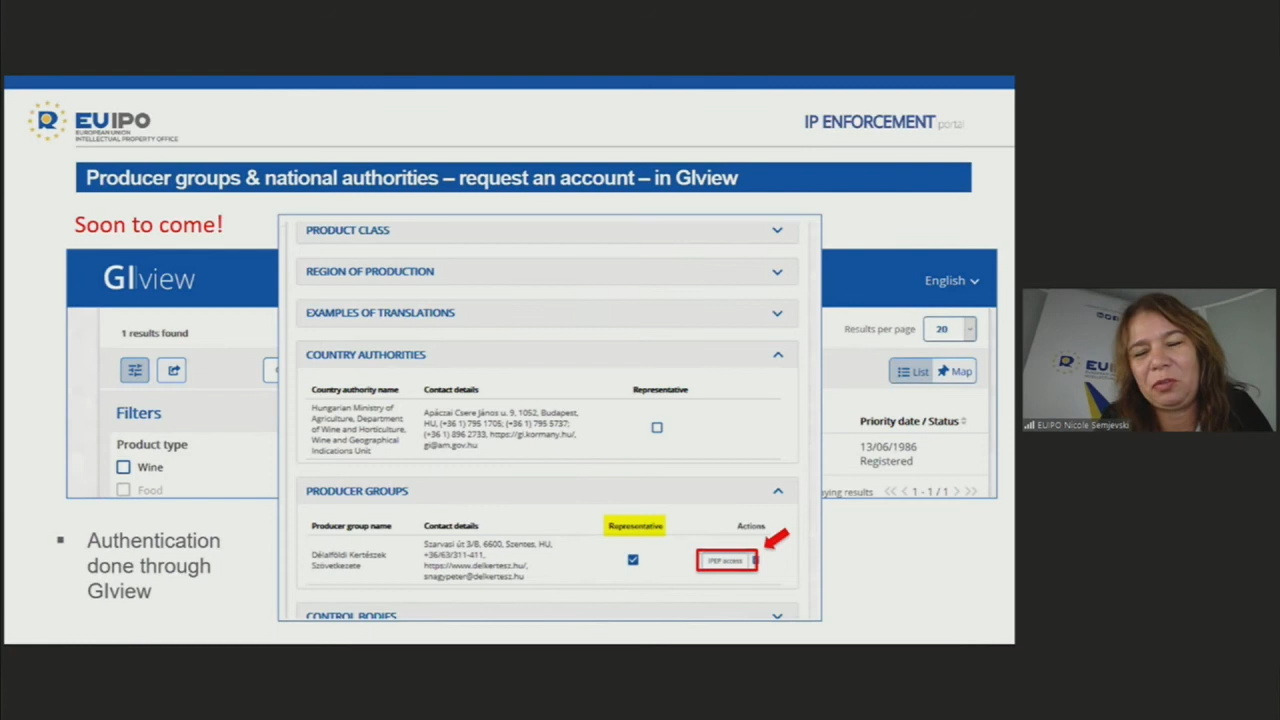 EUIPO
EUROPEAN UNION
INTELLECTUAL PROPERTY OFFICE
IP ENFORCEMENT portal
Producer groups & national authorities – request an account – in GIview
Soon to come!
GIview
English
1 results found
Results per page 20
List Map
Filters
Product type
Wine
Food
Priority date / Status
13/06/1986
Registered
ying results 1 - 1 / 1
PRODUCT CLASS
REGION OF PRODUCTION
EXAMPLES OF TRANSLATIONS
COUNTRY AUTHORITIES
Country authority name Contact details Representative
Hungarian Ministry of
Agriculture, Department
of Wine and Horticulture,
Wine and Geographical
Indications Unit
Apáczai Csere János u. 9, 1052, Budapest,
HU, (+36 1) 795 1705; (+36 1) 795 5737;
(+36 1) 896 2733, https://gi.kormany.hu/,
gi@am.gov.hu
PRODUCER GROUPS
Producer group name Contact details Representative Actions
Délalföldi Kertészek
Szövetkezete
Szarvasi út 3/B, 6600, Szentes, HU,
+36/63/311-411,
https://www.delkertesz.hu/,
snagypeter@delkertesz.hu
IPEP access
CONTROL BODIES
▪ Authentication
done through
GIview
EUIPO
EUIPO Nicole Semjevski